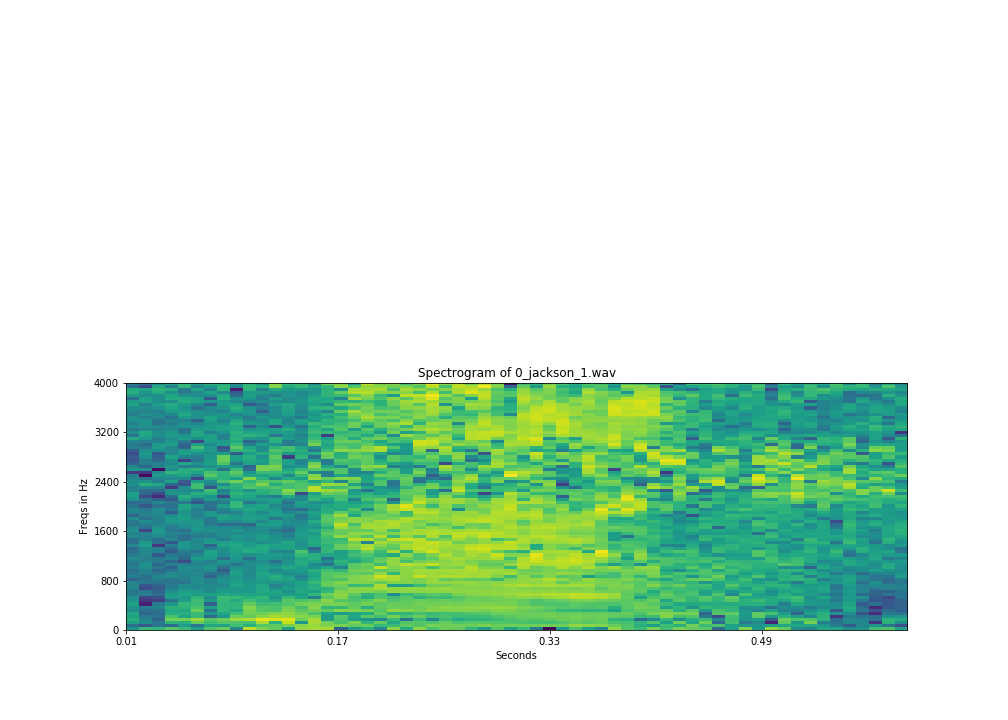 Spectrogram of 0_jackson_1.wav
4000
3200
2400
1600
800
0
Freqs in Hz
0.01 0.17 0.33 0.49
Seconds